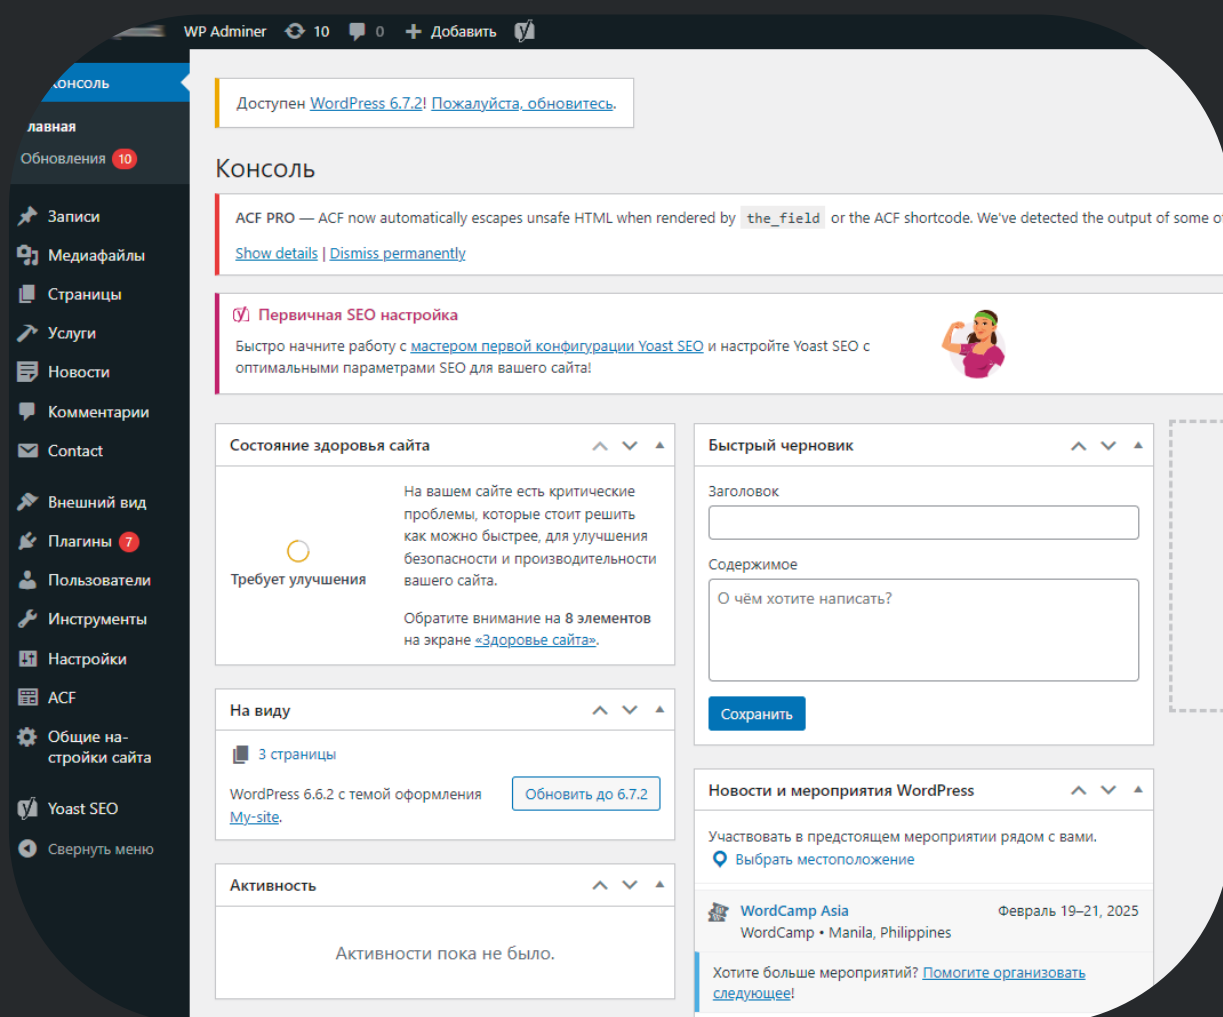 WP Adminer 10 0 Добавить
Консоль
Главная
Обновления 10
Записи
Медиафайлы
Страницы
Услуги
Новости
Комментарии
Contact
Внешний вид
Плагины 7
Пользователи
Инструменты
Настройки
ACF
Общие на-
стройки сайта
Yoast SEO
Свернуть меню
Доступен WordPress 6.7.2! Пожалуйста, обновитесь.
Консоль
ACF PRO — ACF now automatically escapes unsafe HTML when rendered by the_field or the ACF shortcode. We've detected the output of some o
Show details | Dismiss permanently
Первичная SEO настройка
Быстро начните работу с мастером первой конфигурации Yoast SEO и настройте Yoast SEO с
оптимальными параметрами SEO для вашего сайта!
Состояние здоровья сайта
Требует улучшения
На вашем сайте есть критические
проблемы, которые стоит решить
как можно быстрее, для улучшения
безопасности и производительности
вашего сайта.
Обратите внимание на 8 элементов
на экране «Здоровье сайта».
На виду
3 страницы
WordPress 6.6.2 с темой оформления
My-site.
Обновить до 6.7.2
Активность
Активности пока не было.
Быстрый черновик
Заголовок
Содержимое
О чём хотите написать?
Сохранить
Новости и мероприятия WordPress
Участвовать в предстоящем мероприятии рядом с вами.
Выбрать местоположение
WordCamp Asia Февраль 19–21, 2025
WordCamp • Manila, Philippines
Хотите больше мероприятий? Помогите организовать
следующее!